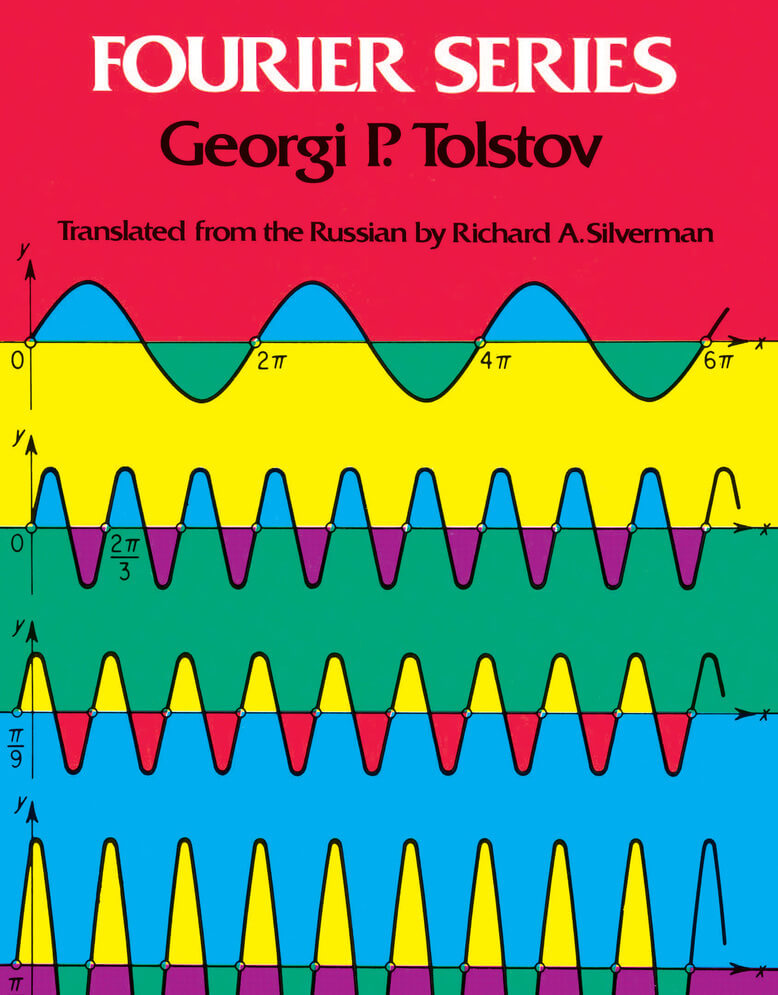 FOURIER SERIES
Georgi P. Tolstov
Translated from the Russian by Richard A. Silverman
y
0
2π
4π
6π
x
y
0
2π
3
x
y
π
9
x
y
π
x